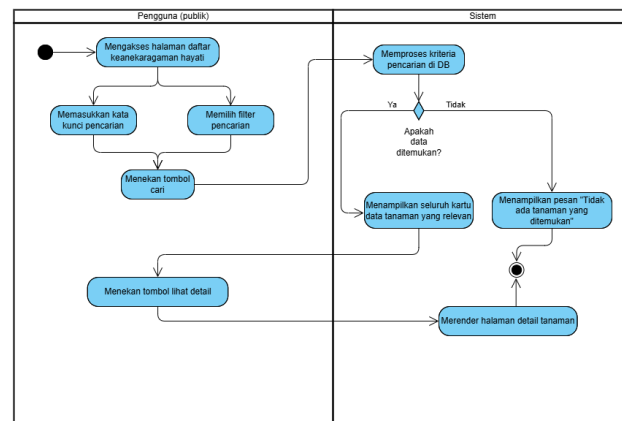 Pengguna (publik)
Sistem
Mengakses halaman daftar
keanekaragaman hayati
Memproses kriteria
pencarian di DB
Memasukkan kata
kunci pencarian
Memilih filter
pencarian
Ya
Tidak
Apakah
data
ditemukan?
Menekan tombol
cari
Menampilkan seluruh kartu
data tanaman yang relevan
Menampilkan pesan "Tidak
ada tanaman yang
ditemukan"
Menekan tombol lihat detail
Merender halaman detail tanaman